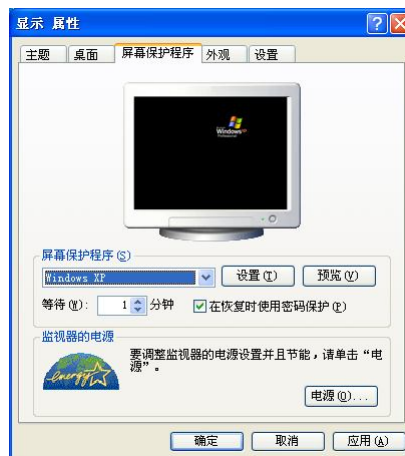 显示 属性
主题 桌面 屏幕保护程序 外观 设置
Windows xp
屏幕保护程序(S)
Windows XP 设置(T) 预览(V)
等待(W): 1 分钟 在恢复时使用密码保护(P)
监视器的电源
要调整监视器的电源设置并且节能，请单击“电
源”。
energy
电源(O)...
确定 取消 应用(A)